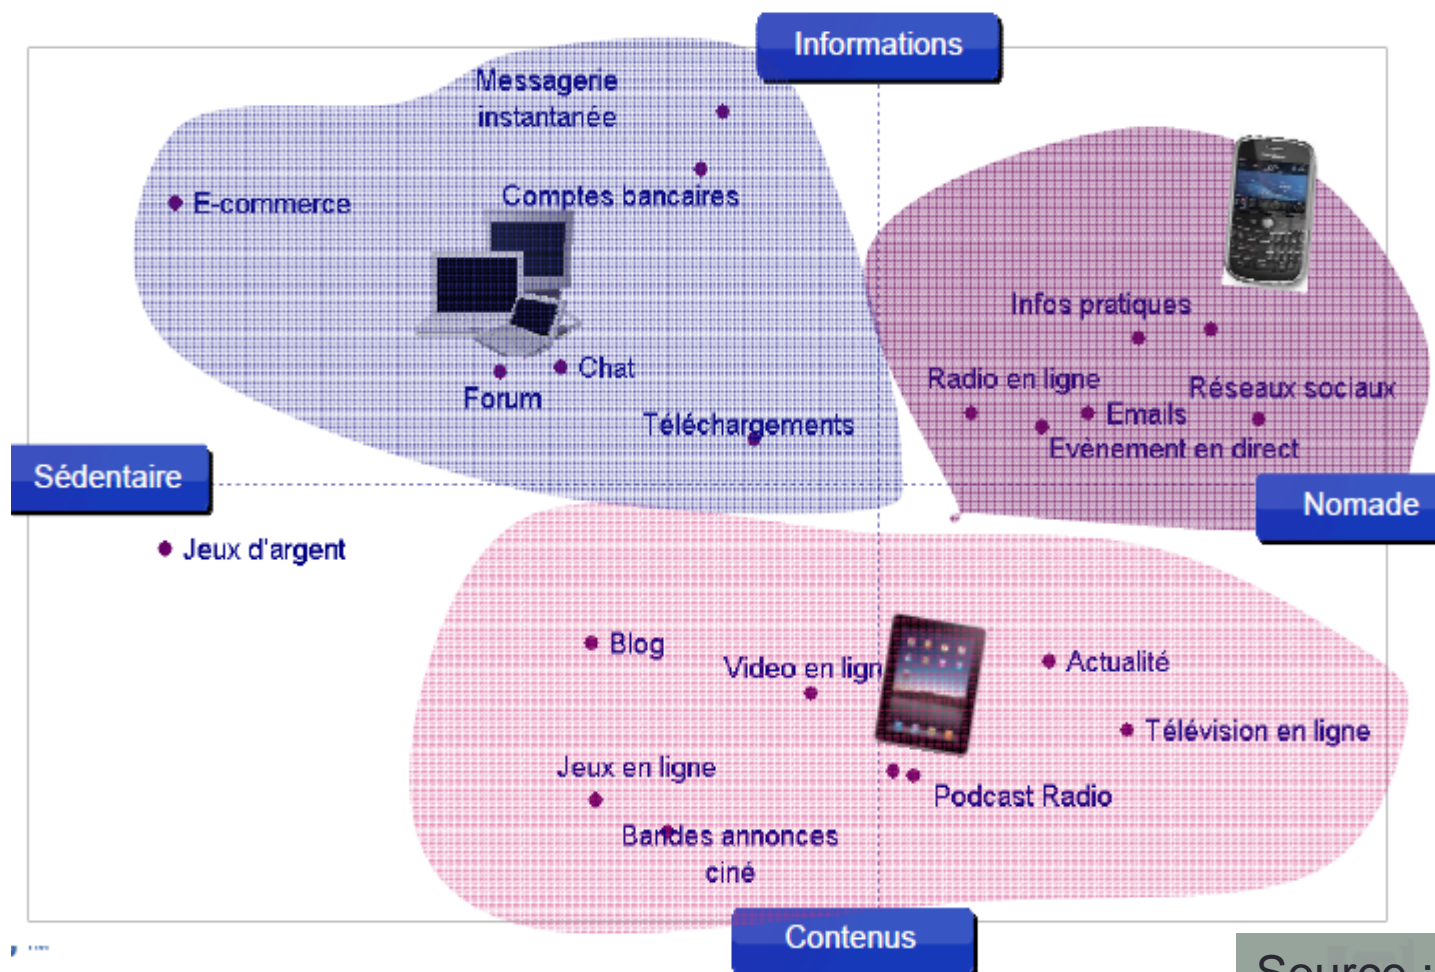 Informations
Messagerie
instantanée
E-commerce
Comptes bancaires
Infos pratiques
Chat
Radio en ligne
Réseaux sociaux
Forum
Emails
Téléchargements
Evènement en direct
Sédentaire
Nomade
Jeux d'argent
Blog
Video en lign
Actualité
Télévision en ligne
Jeux en ligne
Podcast Radio
Bandes annonces
ciné
Contenus
Source :